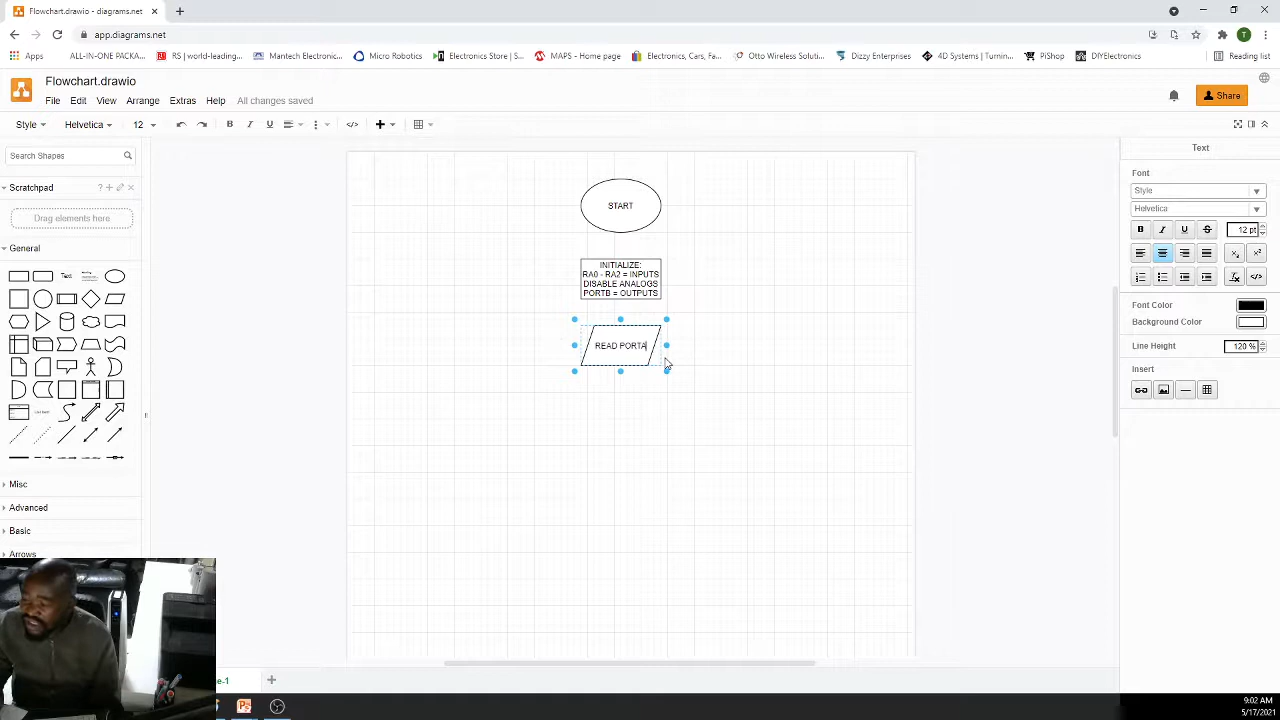 Flowchart.drawio - diagrams.net
app.diagrams.net
Apps
ALL-IN-ONE PACKA...
RS | world-leading...
Mantech Electronic...
Micro Robotics
Electronics Store | S...
MAPS - Home page
Electronics, Cars, Fa...
Otto Wireless Soluti...
Dizzy Enterprises
4D Systems | Turnin...
PiShop
DIYElectronics
Reading list
Flowchart.drawio
File Edit View Arrange Extras Help All changes saved
Share
Style Helvetica 12
Search Shapes
Scratchpad
Drag elements here
General
Text
Misc
Advanced
Basic
Arrows
START
INITIALIZE:
RA0 - RA2 = INPUTS
DISABLE ANALOGS
PORTB = OUTPUTS
READ PORTA
Text
Font
Style
Helvetica
B I U S 12 pt
Font Color
Background Color
Line Height 120 %
Insert
e-1
9:02 AM
5/17/2021